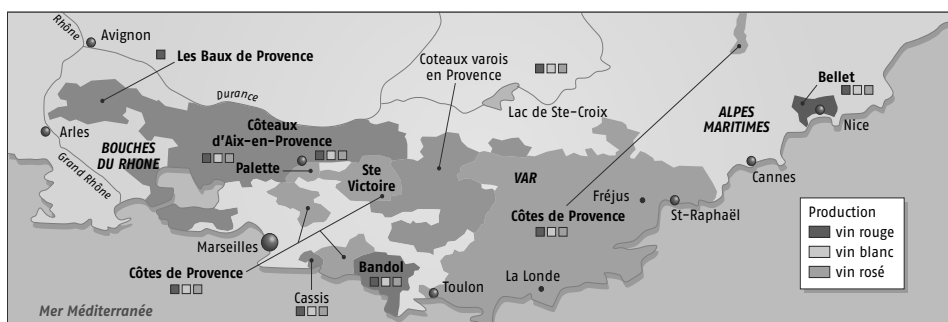 Rhône
Avignon
Les Baux de Provence
Durance
Coteaux varois
en Provence
Lac de Ste-Croix
Bellet
Nice
ALPES
MARITIMES
Cannes
Arles
BOUCHES
DU RHONE
Grand Rhône
Côteaux
d'Aix-en-Provence
Palette
Ste
Victoire
VAR
Fréjus
St-Raphaël
Côtes de Provence
Marseilles
Côtes de Provence
Cassis
Bandol
Toulon
La Londe
Mer Méditerranée
Production
vin rouge
vin blanc
vin rosé